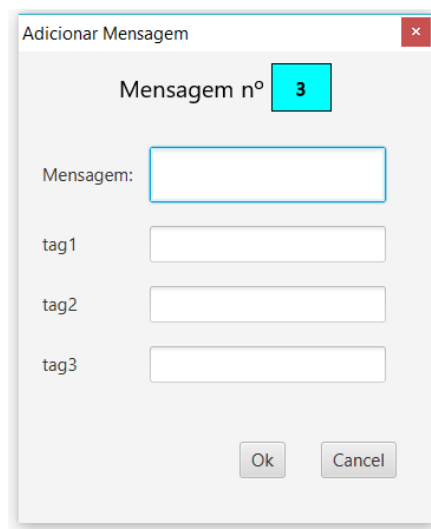 Adicionar Mensagem
Mensagem nº 3
Mensagem:
tag1
tag2
tag3
Ok Cancel